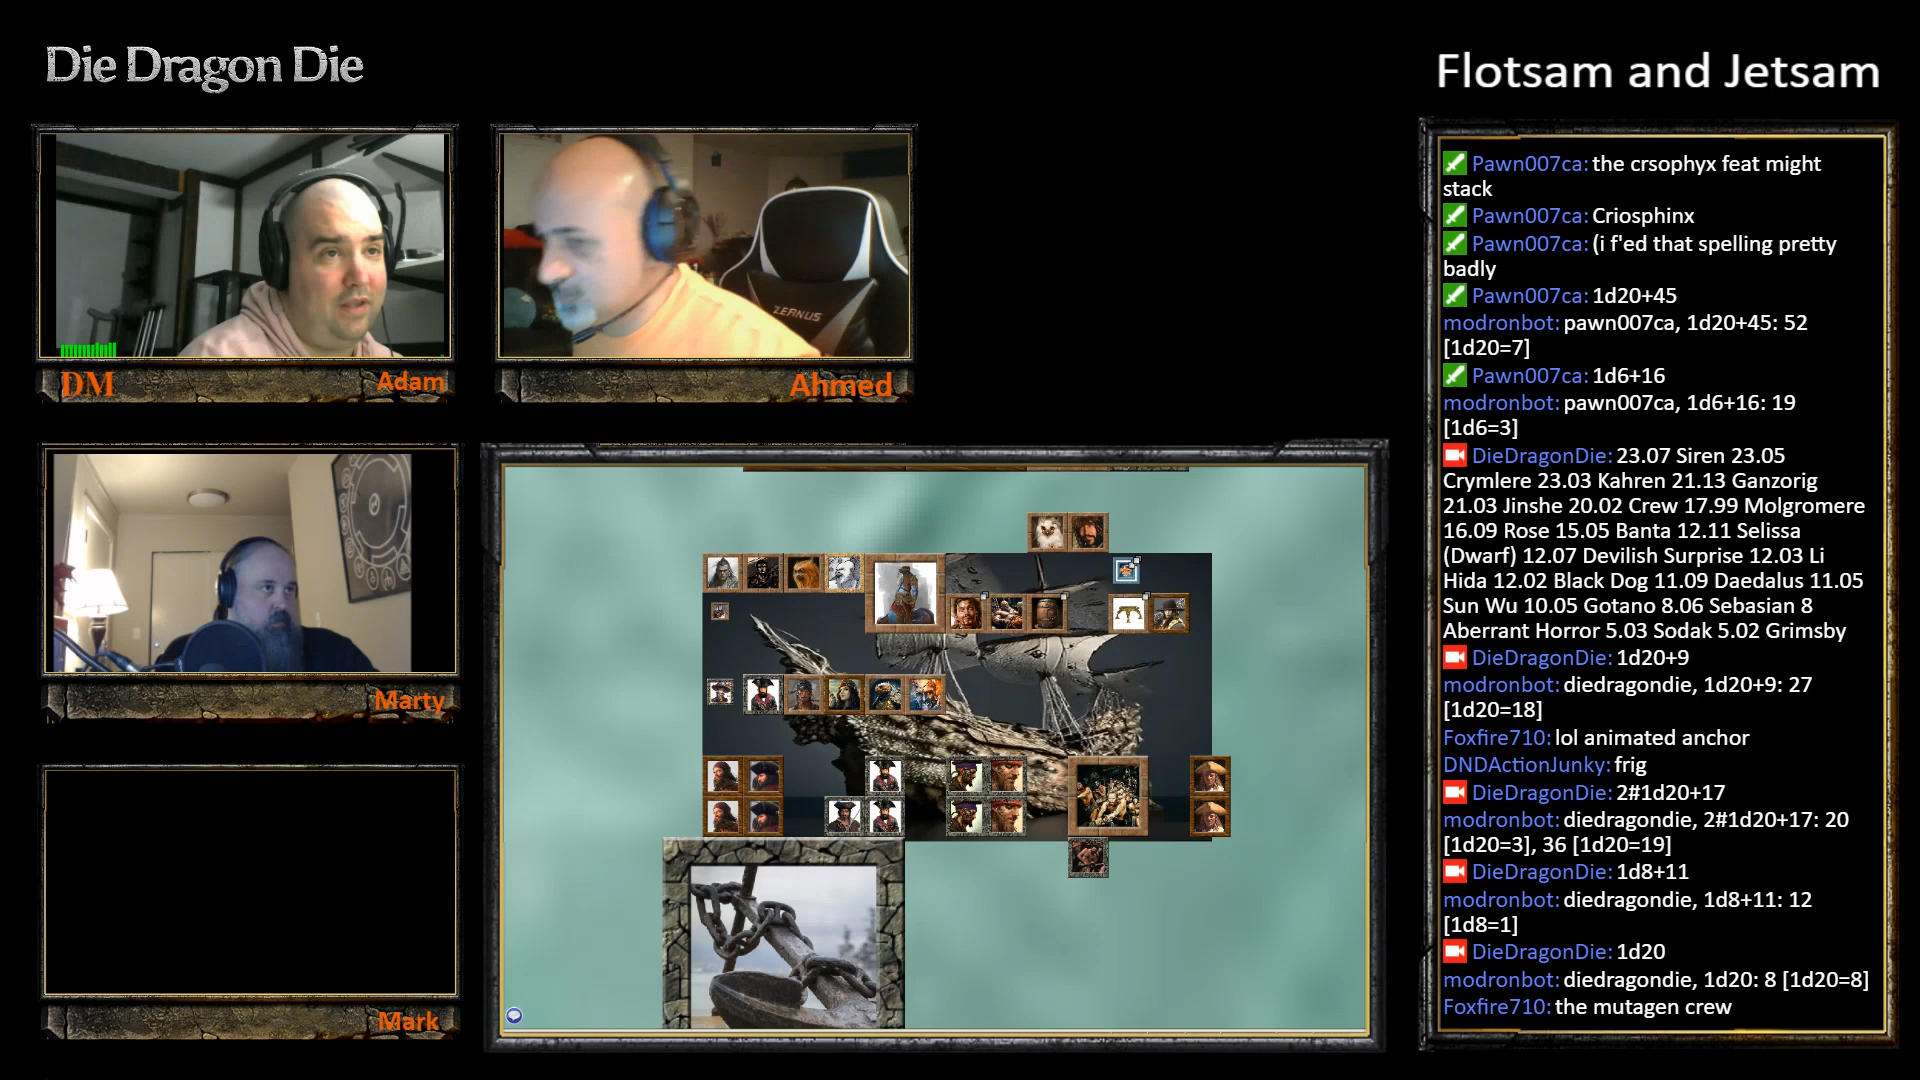 Die Dragon Die
Flotsam and Jetsam
DM
Adam
Ahmed
ZERNUS
Marty
Mark
Pawn007ca: the crsophyx feat might
stack
Pawn007ca: Criosphinx
Pawn007ca: (i f'ed that spelling pretty
badly
Pawn007ca: 1d20+45
modronbot: pawn007ca, 1d20+45: 52
[1d20=7]
Pawn007ca: 1d6+16
modronbot: pawn007ca, 1d6+16: 19
[1d6=3]
DieDragonDie: 23.07 Siren 23.05
Crymlere 23.03 Kahren 21.13 Ganzorig
21.03 Jinshe 20.02 Crew 17.99 Molgromere
16.09 Rose 15.05 Banta 12.11 Selissa
(Dwarf) 12.07 Devilish Surprise 12.03 Li
Hida 12.02 Black Dog 11.09 Daedalus 11.05
Sun Wu 10.05 Gotano 8.06 Sebasian 8
Aberrant Horror 5.03 Sodak 5.02 Grimsby
DieDragonDie: 1d20+9
modronbot: diedragondie, 1d20+9: 27
[1d20=18]
Foxfire710: lol animated anchor
DNDActionJunky: frig
DieDragonDie: 2#1d20+17
modronbot: diedragondie, 2#1d20+17: 20
[1d20=3], 36 [1d20=19]
DieDragonDie: 1d8+11
modronbot: diedragondie, 1d8+11: 12
[1d8=1]
DieDragonDie: 1d20
modronbot: diedragondie, 1d20: 8 [1d20=8]
Foxfire710: the mutagen crew